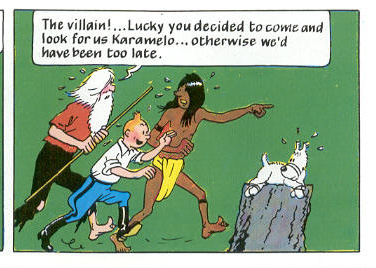 The villain!...Lucky you decided to come and
look for us Karamelo...otherwise we'd
have been too late.